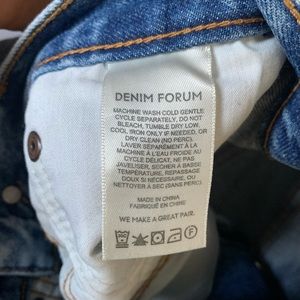 DENIM FORUM
MACHINE WASH COLD GENTLE
CYCLE SEPARATELY, DO NOT
BLEACH, TUMBLE DRY LOW,
COOL IRON ONLY IF NEEDED, OR
DRY CLEAN (NO PERC).
LAVER SEPARÉMENT À LA
MACHINE À L'EAU FROIDE AU
CYCLE DÉLICAT, NE PAS
JAVELISER, SÉCHER À BASSE
TEMPÉRATURE, REPASSAGE
DOUX SI NÉCESSAIRE, OU
NETTOYER À SEC (SANS PERC).
MADE IN CHINA
FABRIQUÉ EN CHINE
WE MAKE A GREAT PAIR.